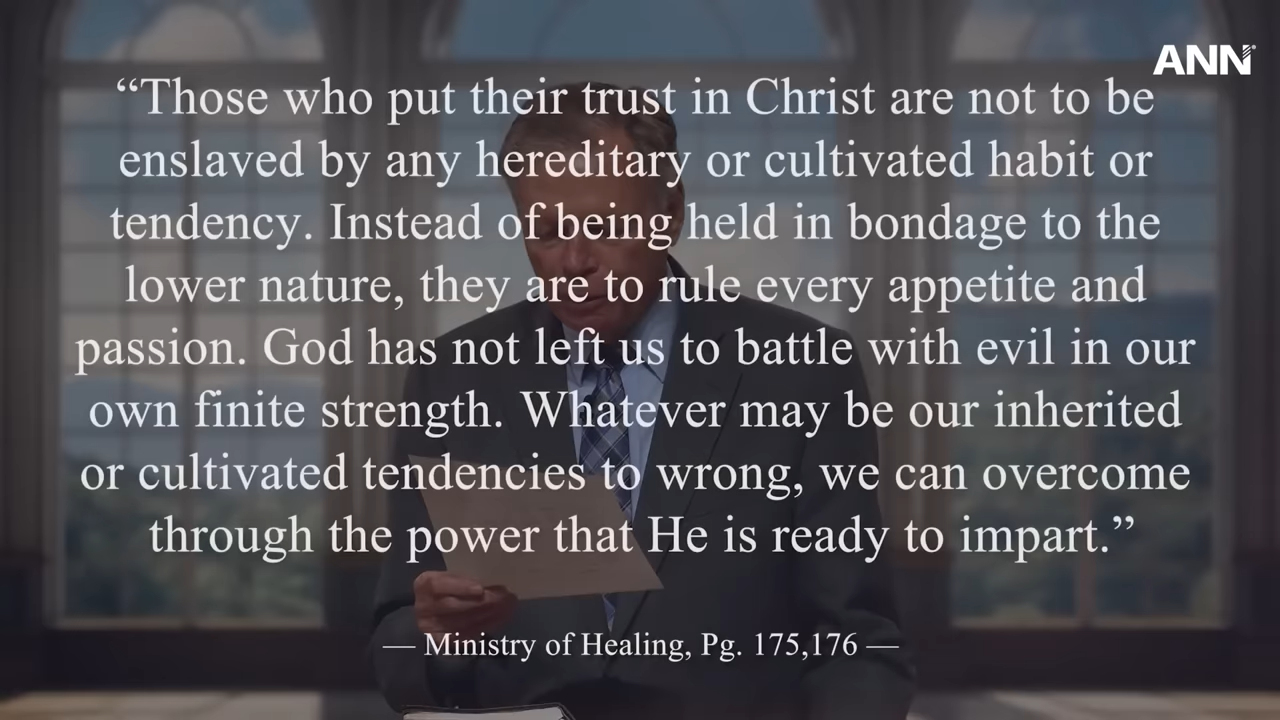 ANN
“Those who put their trust in Christ are not to be
enslaved by any hereditary or cultivated habit or
tendency. Instead of being held in bondage to the
lower nature, they are to rule every appetite and
passion. God has not left us to battle with evil in our
own finite strength. Whatever may be our inherited
or cultivated tendencies to wrong, we can overcome
through the power that He is ready to impart.”
— Ministry of Healing, Pg. 175,176 —